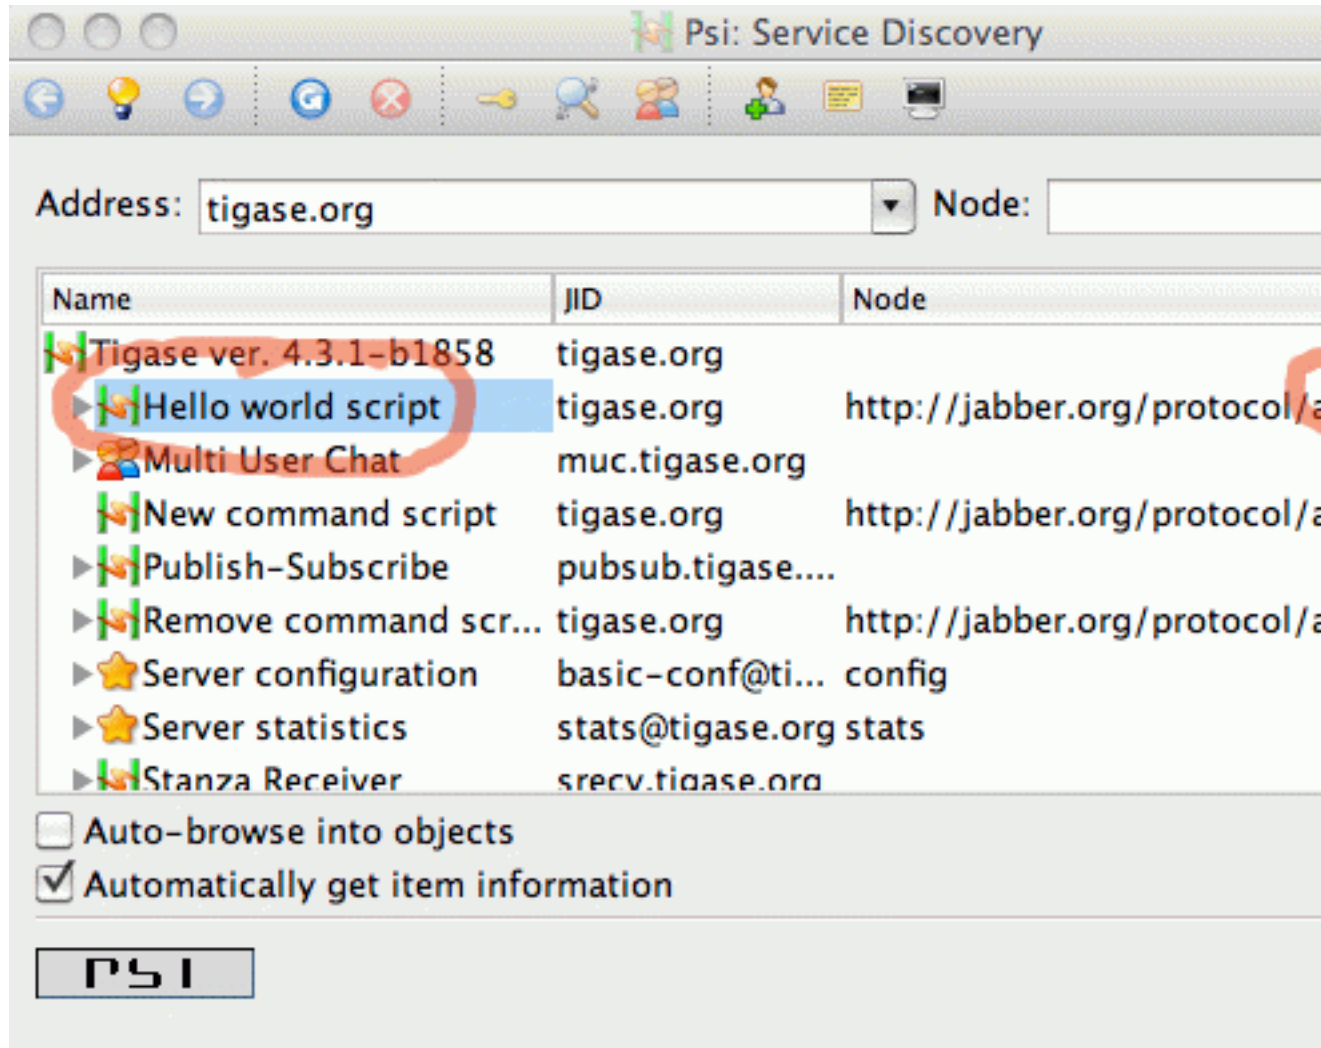 Psi: Service Discovery
Address: tigase.org Node:
Name JID Node
Tigase ver. 4.3.1-b1858 tigase.org
Hello world script tigase.org http://jabber.org/protocol/a
Multi User Chat muc.tigase.org
New command script tigase.org http://jabber.org/protocol/a
Publish-Subscribe pubsub.tigase....
Remove command scr... tigase.org http://jabber.org/protocol/a
Server configuration basic-conf@ti... config
Server statistics stats@tigase.org stats
Stanza Receiver srecv.tigase.org
Auto-browse into objects
Automatically get item information
PSI